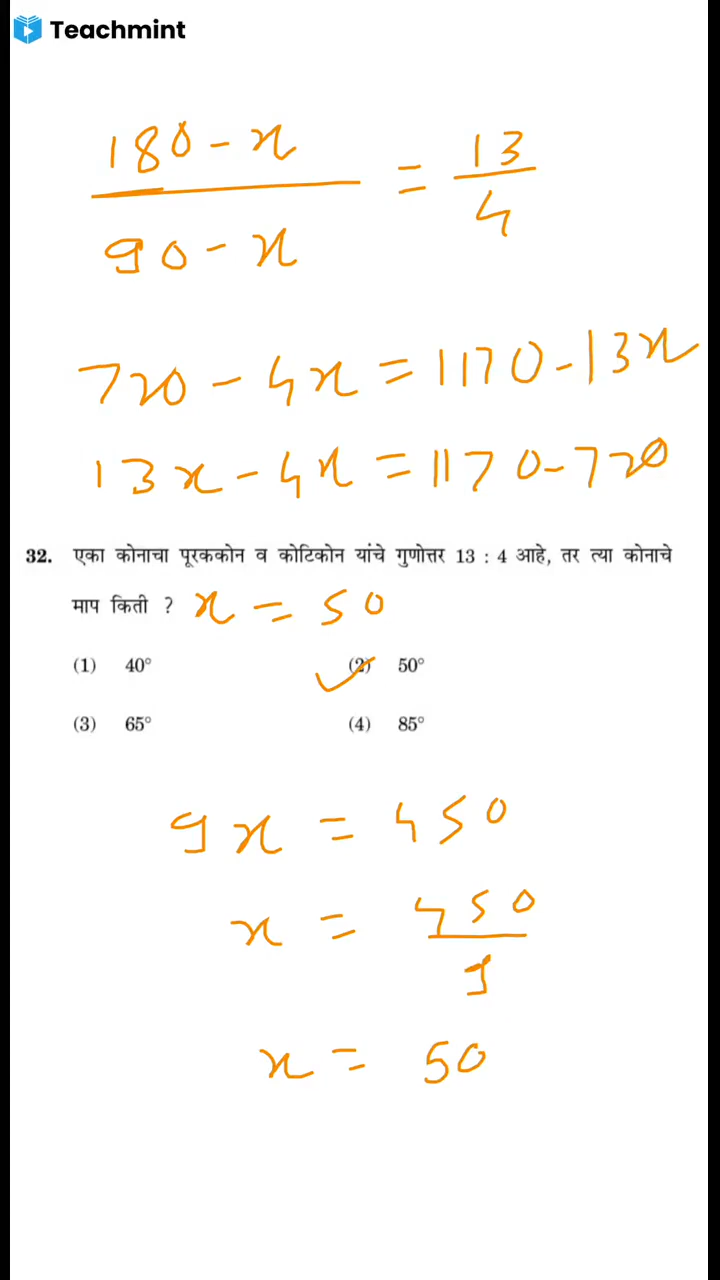 Teachmint
180 - x
90 - x
= 13
4
720 - 4x = 1170 - 13x
13x - 4x = 1170 - 720
32. एका कोनाचा पूरककोन व कोटिकोन यांचे गुणोत्तर 13 : 4 आहे, तर त्या कोनाचे
माप किती ? x = 50
(1) 40° (2) 50°
(3) 65° (4) 85°
9x = 450
x = 450
9
x = 50